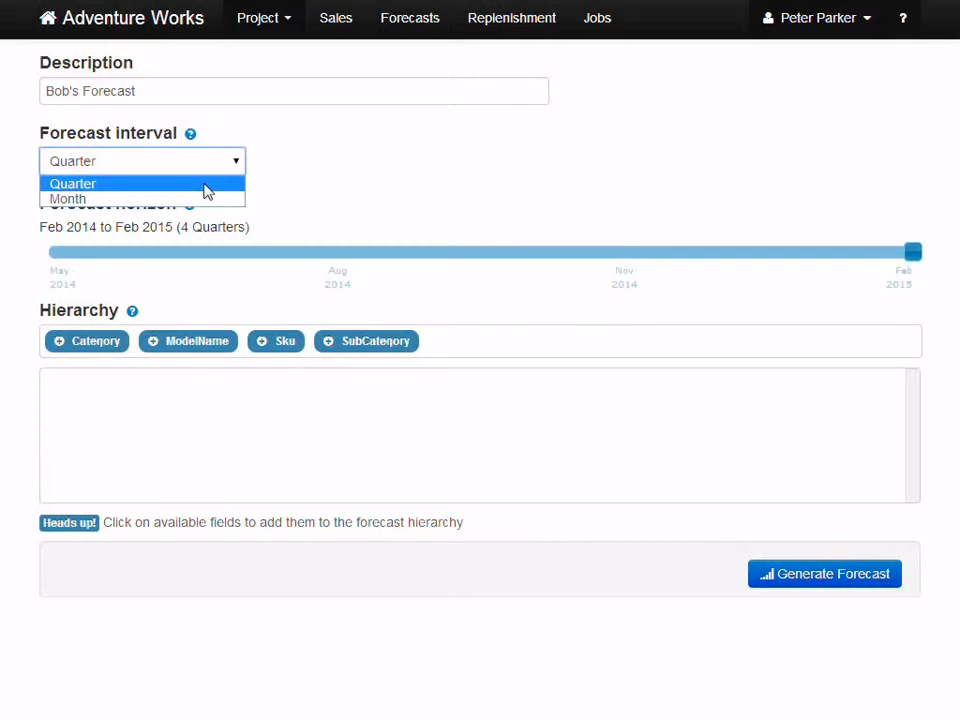 Adventure Works Project Sales Forecasts Replenishment Jobs Peter Parker ?
Description
Bob's Forecast
Forecast interval ?
Quarter
Quarter
Month
Feb 2014 to Feb 2015 (4 Quarters)
May Aug Nov Feb
2014 2014 2014 2015
Hierarchy ?
Category ModelName Sku SubCategory
Heads up! Click on available fields to add them to the forecast hierarchy
Generate Forecast